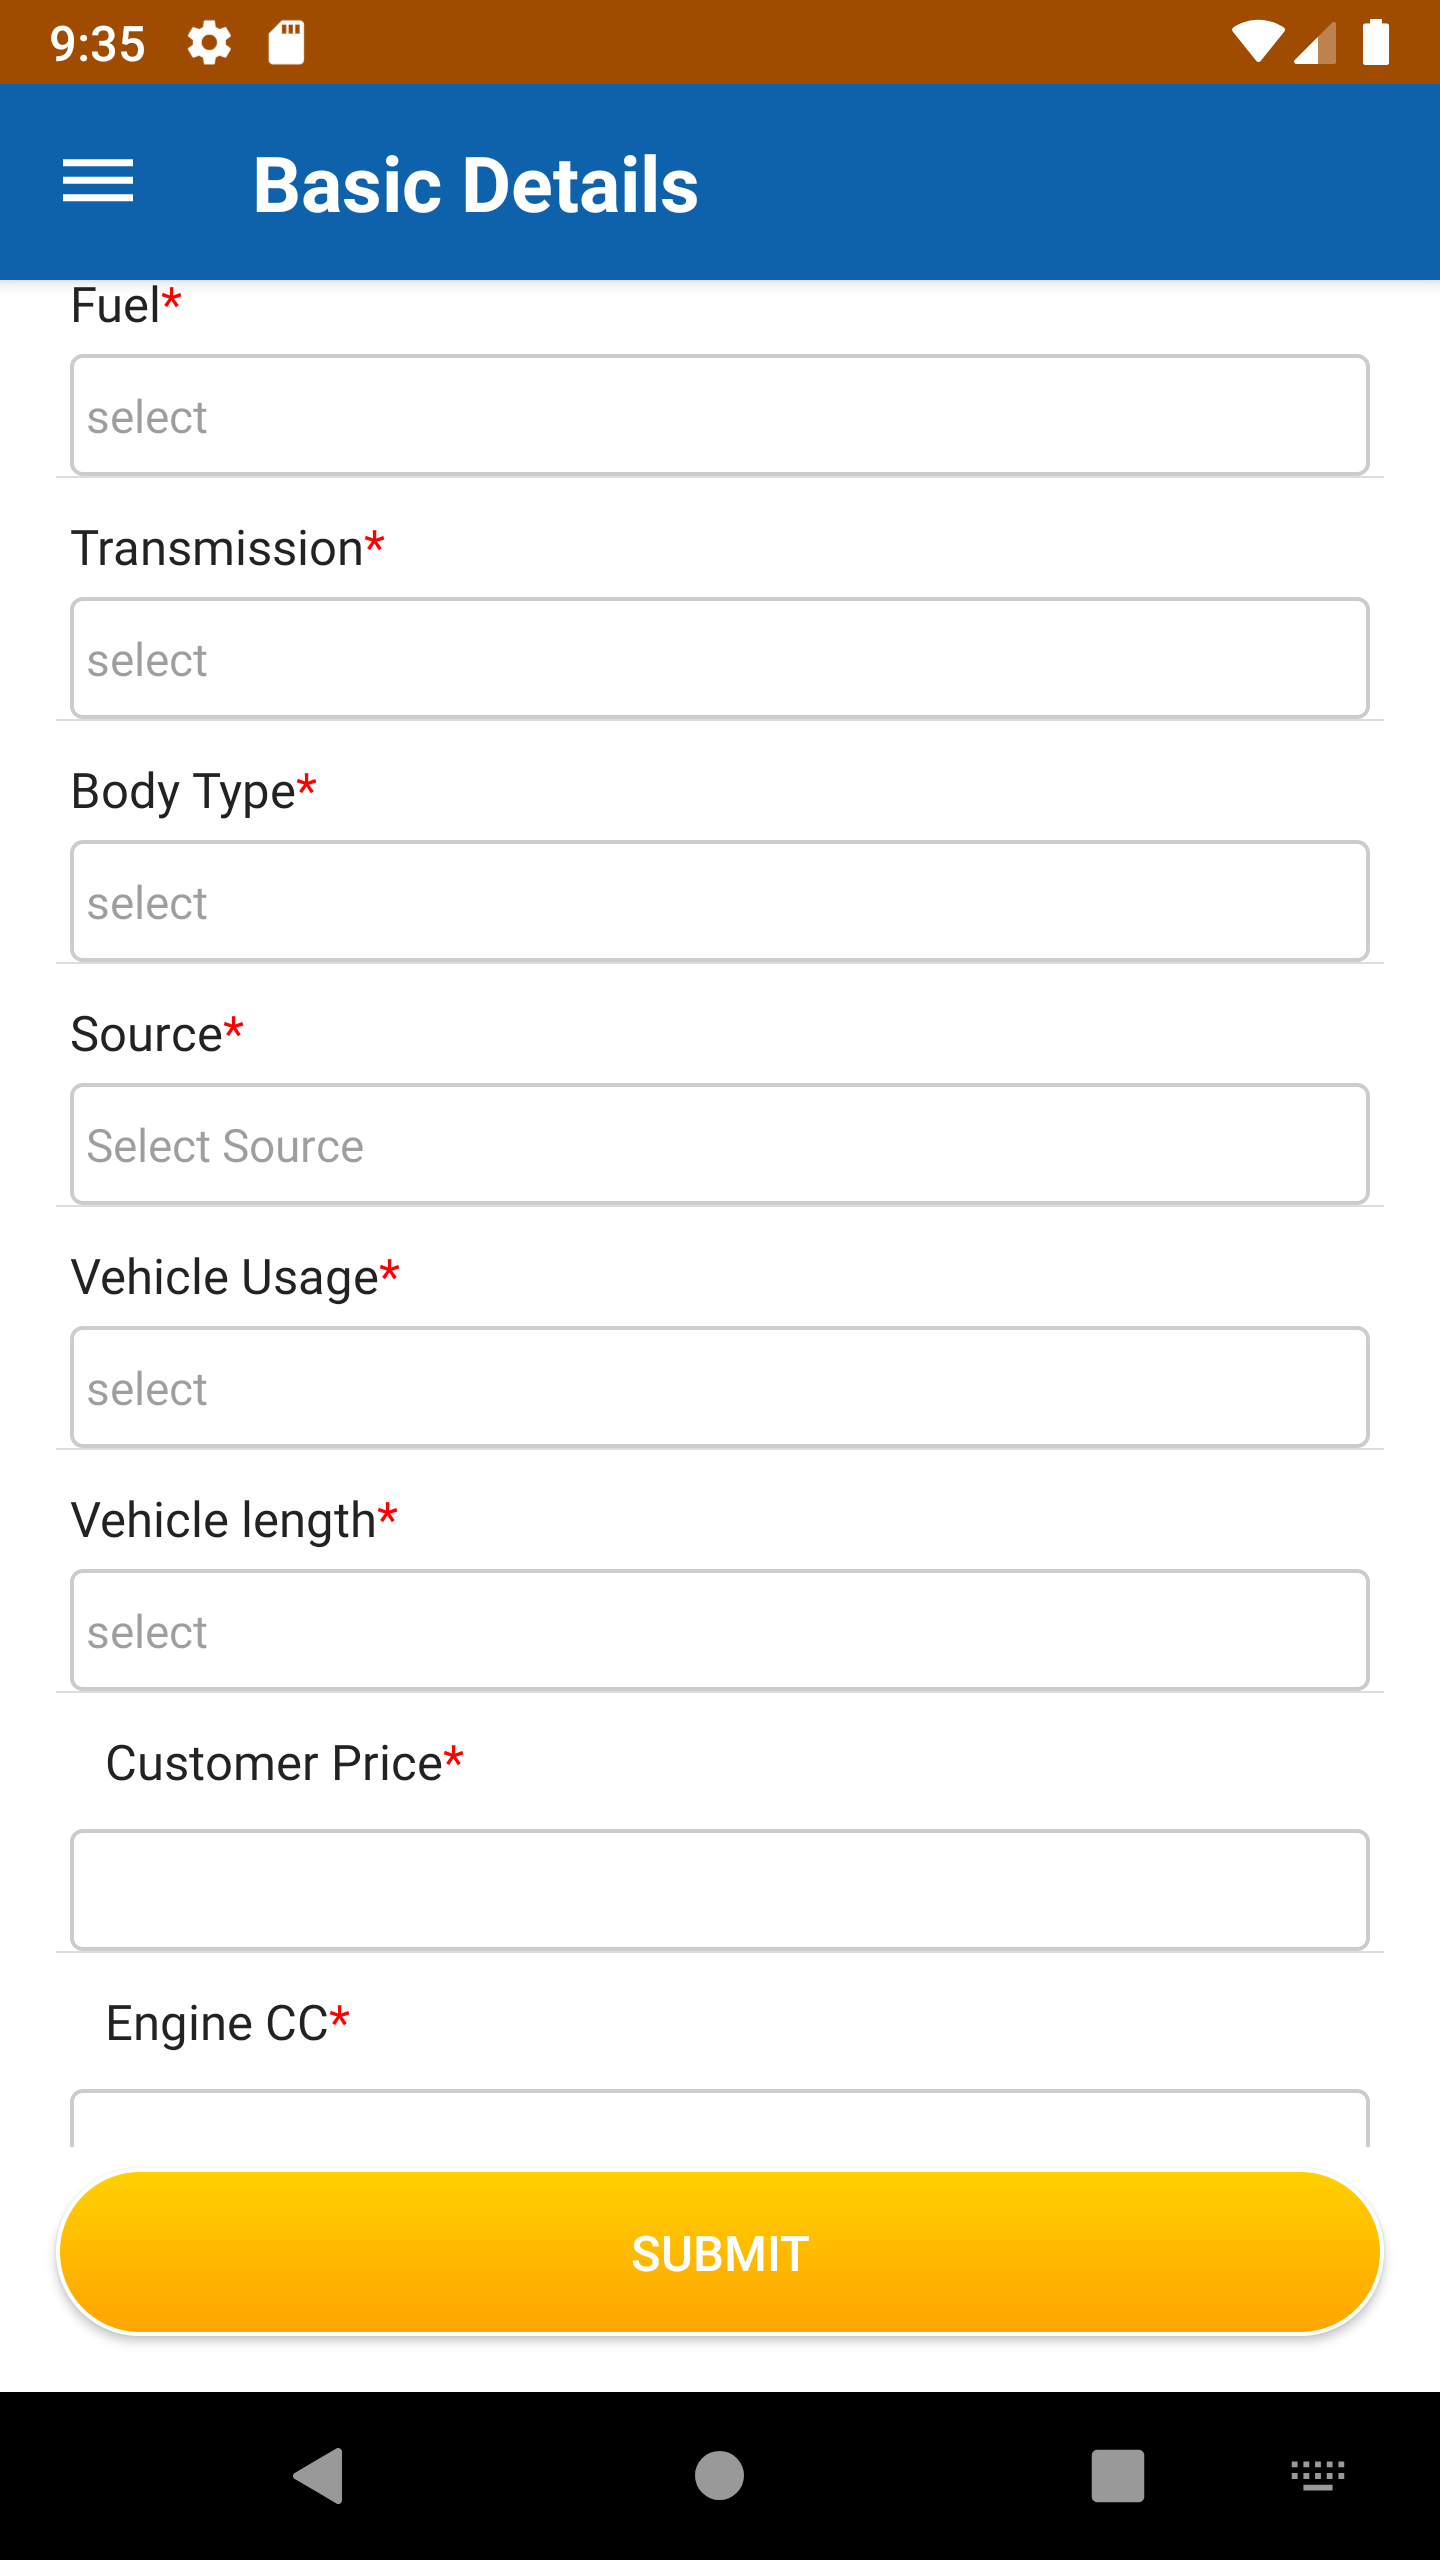 9:35
Basic Details
Fuel*
select
Transmission*
select
Body Type*
select
Source*
Select Source
Vehicle Usage*
select
Vehicle length*
select
Customer Price*
Engine CC*
SUBMIT